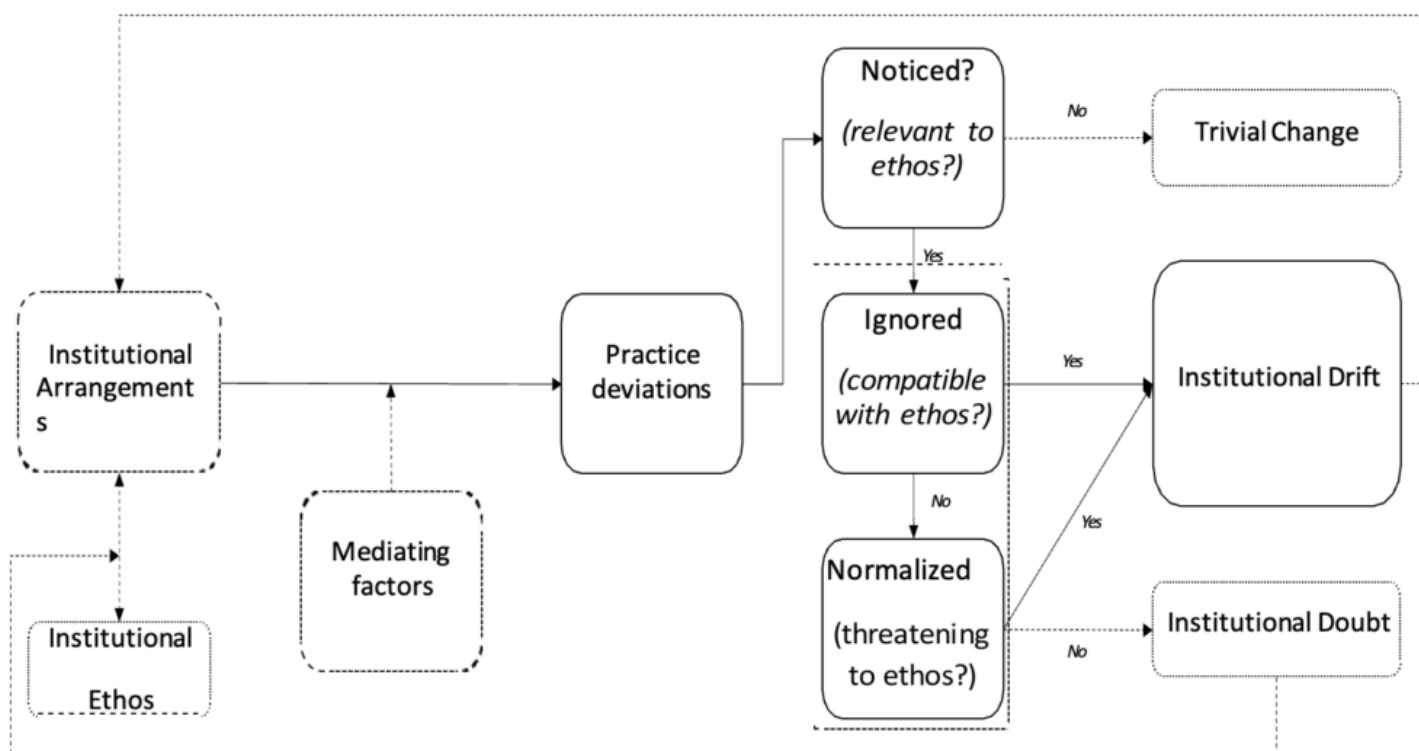 Noticed?
(relevant to
ethos?)
No
Trivial Change
Yes
Institutional
Arrangement
s
Practice
deviations
Ignored
(compatible
with ethos?)
Yes
Institutional Drift
No
Yes
Mediating
factors
Normalized
(threatening
to ethos?)
No
Institutional Doubt
Institutional
Ethos